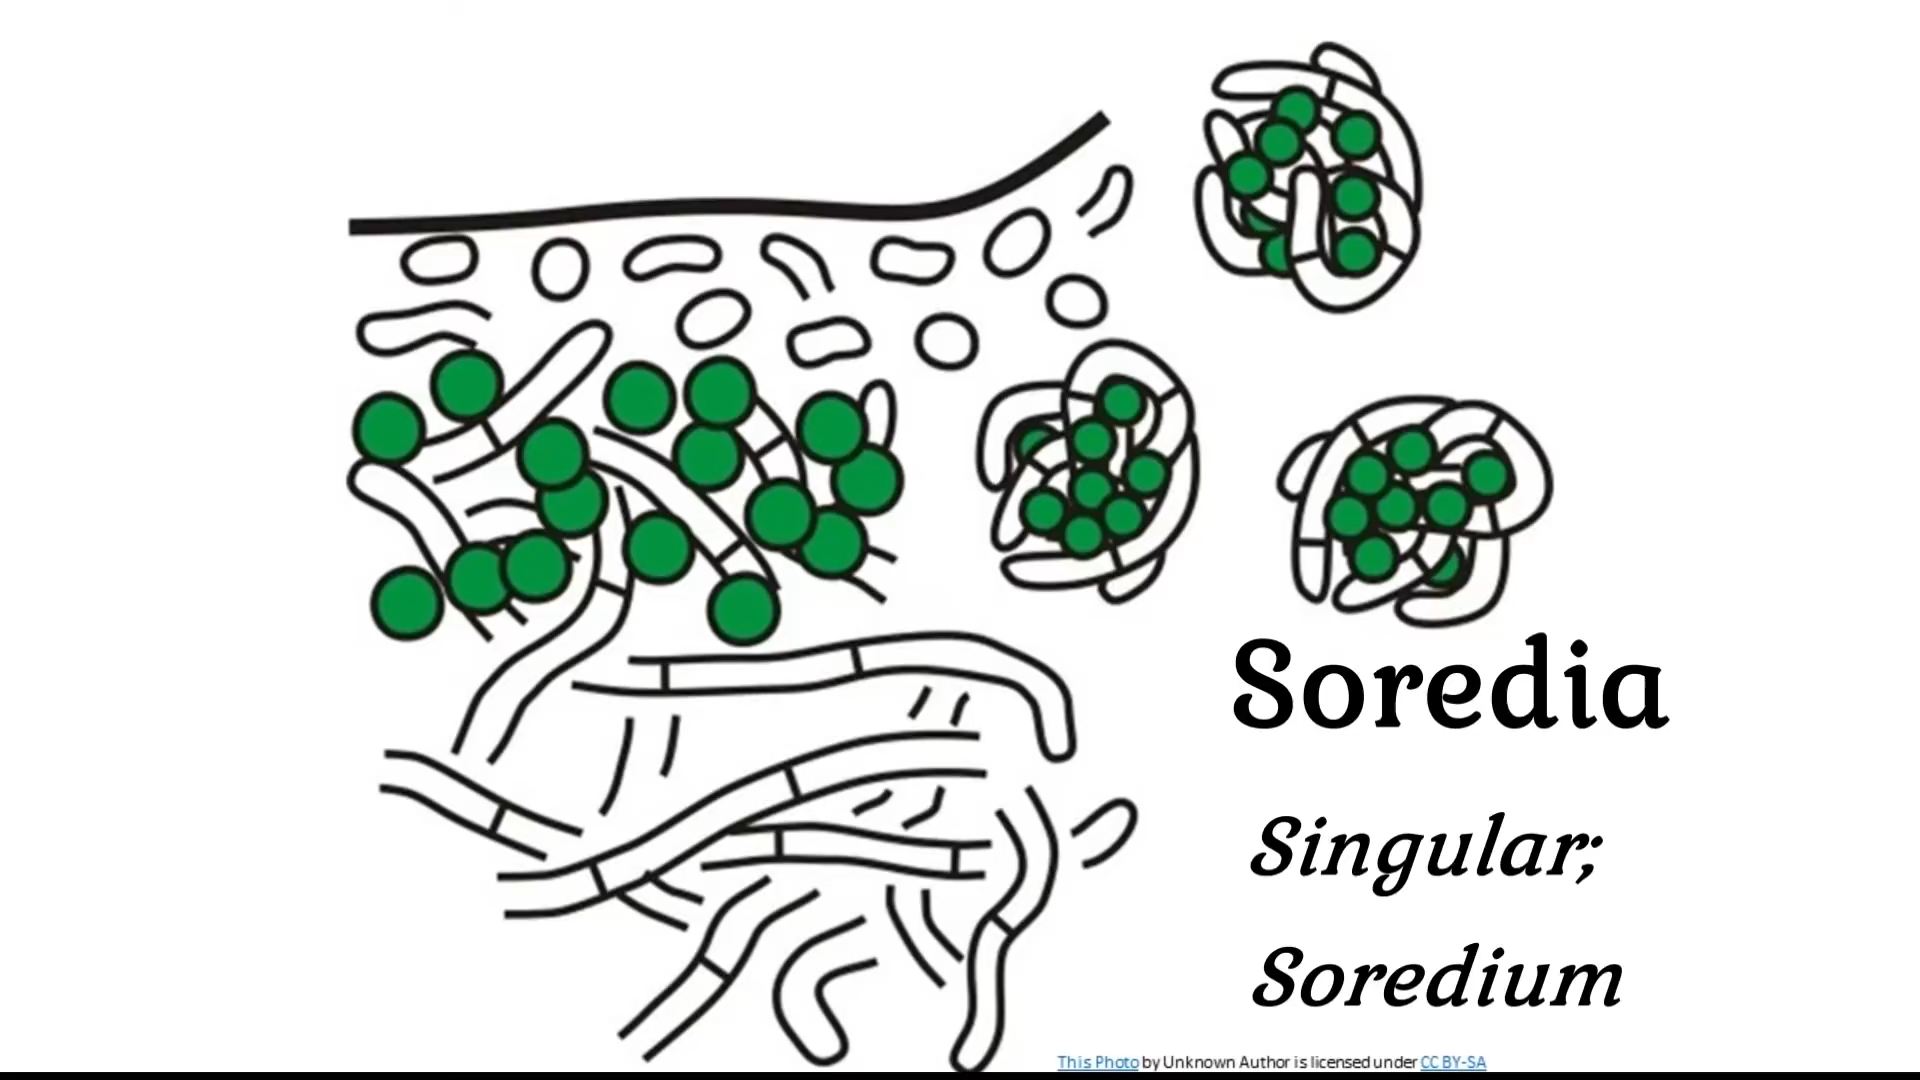 Soredia
Singular;
Soredium
This Photo by Unknown Author is licensed under CC BY-SA